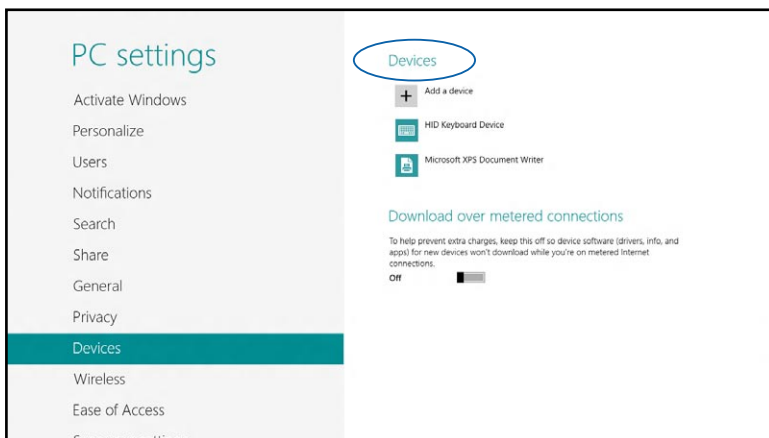 PC settings
Activate Windows
Personalize
Users
Notifications
Search
Share
General
Privacy
Devices
Wireless
Ease of Access
Devices
Add a device
HID Keyboard Device
Microsoft XPS Document Writer
Download over metered connections
To help prevent extra charges, keep this off so device software (drivers, info, and
apps) for new devices won't download while you're on metered Internet
connections.
Off